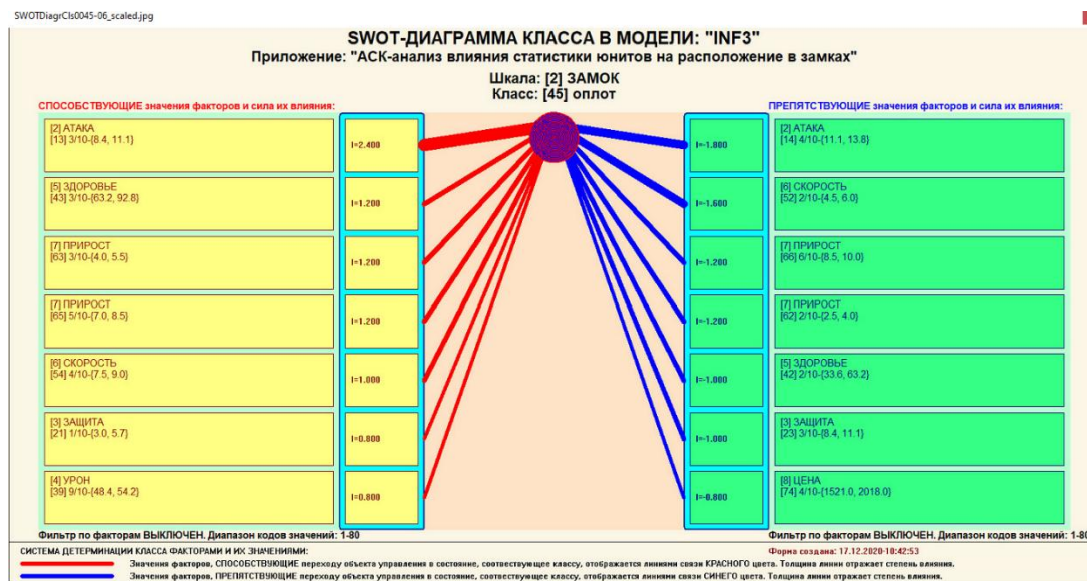 SWOTDiagrCls0045-06_scaled.jpg
SWOT-ДИАГРАММА КЛАССА В МОДЕЛИ: "INF3"
Приложение: "АСК-анализ влияния статистики юнитов на расположение в замках"
Шкала: [2] ЗАМОК
Класс: [45] оплот
СПОСОБСТВУЮЩИЕ значения факторов и сила их влияния:
[2] АТАКА
[13] 3/10-{8.4, 11.1}
I=2.400
[5] ЗДОРОВЬЕ
[43] 3/10-{63.2, 92.8}
I=1.200
[7] ПРИРОСТ
[63] 3/10-{4.0, 5.5}
I=1.200
[7] ПРИРОСТ
[65] 5/10-{7.0, 8.5}
I=1.200
[6] СКОРОСТЬ
[54] 4/10-{7.5, 9.0}
I=1.000
[3] ЗАЩИТА
[21] 1/10-{3.0, 5.7}
I=0.800
[4] УРОН
[39] 9/10-{48.4, 54.2}
I=0.800
Фильтр по факторам ВЫКЛЮЧЕН. Диапазон кодов значений: 1-80
ПРЕПЯТСТВУЮЩИЕ значения факторов и сила их влияния:
I=-1.800
[2] АТАКА
[14] 4/10-{11.1, 13.8}
I=-1.600
[6] СКОРОСТЬ
[52] 2/10-{4.5, 6.0}
I=-1.200
[7] ПРИРОСТ
[66] 6/10-{8.5, 10.0}
I=-1.200
[7] ПРИРОСТ
[62] 2/10-{2.5, 4.0}
I=-1.000
[5] ЗДОРОВЬЕ
[42] 2/10-{33.6, 63.2}
I=-1.000
[3] ЗАЩИТА
[23] 3/10-{8.4, 11.1}
I=-0.800
[8] ЦЕНА
[74] 4/10-{1521.0, 2018.0}
Фильтр по факторам ВЫКЛЮЧЕН. Диапазон кодов значений: 1-80
СИСТЕМА ДЕТЕРМИНАЦИИ КЛАССА ФАКТОРАМИ И ИХ ЗНАЧЕНИЯМИ:
Форма создана: 17.12.2020-10:42:53
Значения факторов, СПОСОБСТВУЮЩИЕ переходу объекта управления в состояние, соответствующее классу, отображается линиями связи КРАСНОГО цвета. Толщина линии отражает степень влияния.
Значения факторов, ПРЕПЯТСТВУЮЩИЕ переходу объекта управления в состояние, соответствующее классу, отображается линиями связи СИНЕГО цвета. Толщина линии отражает степень влияния.